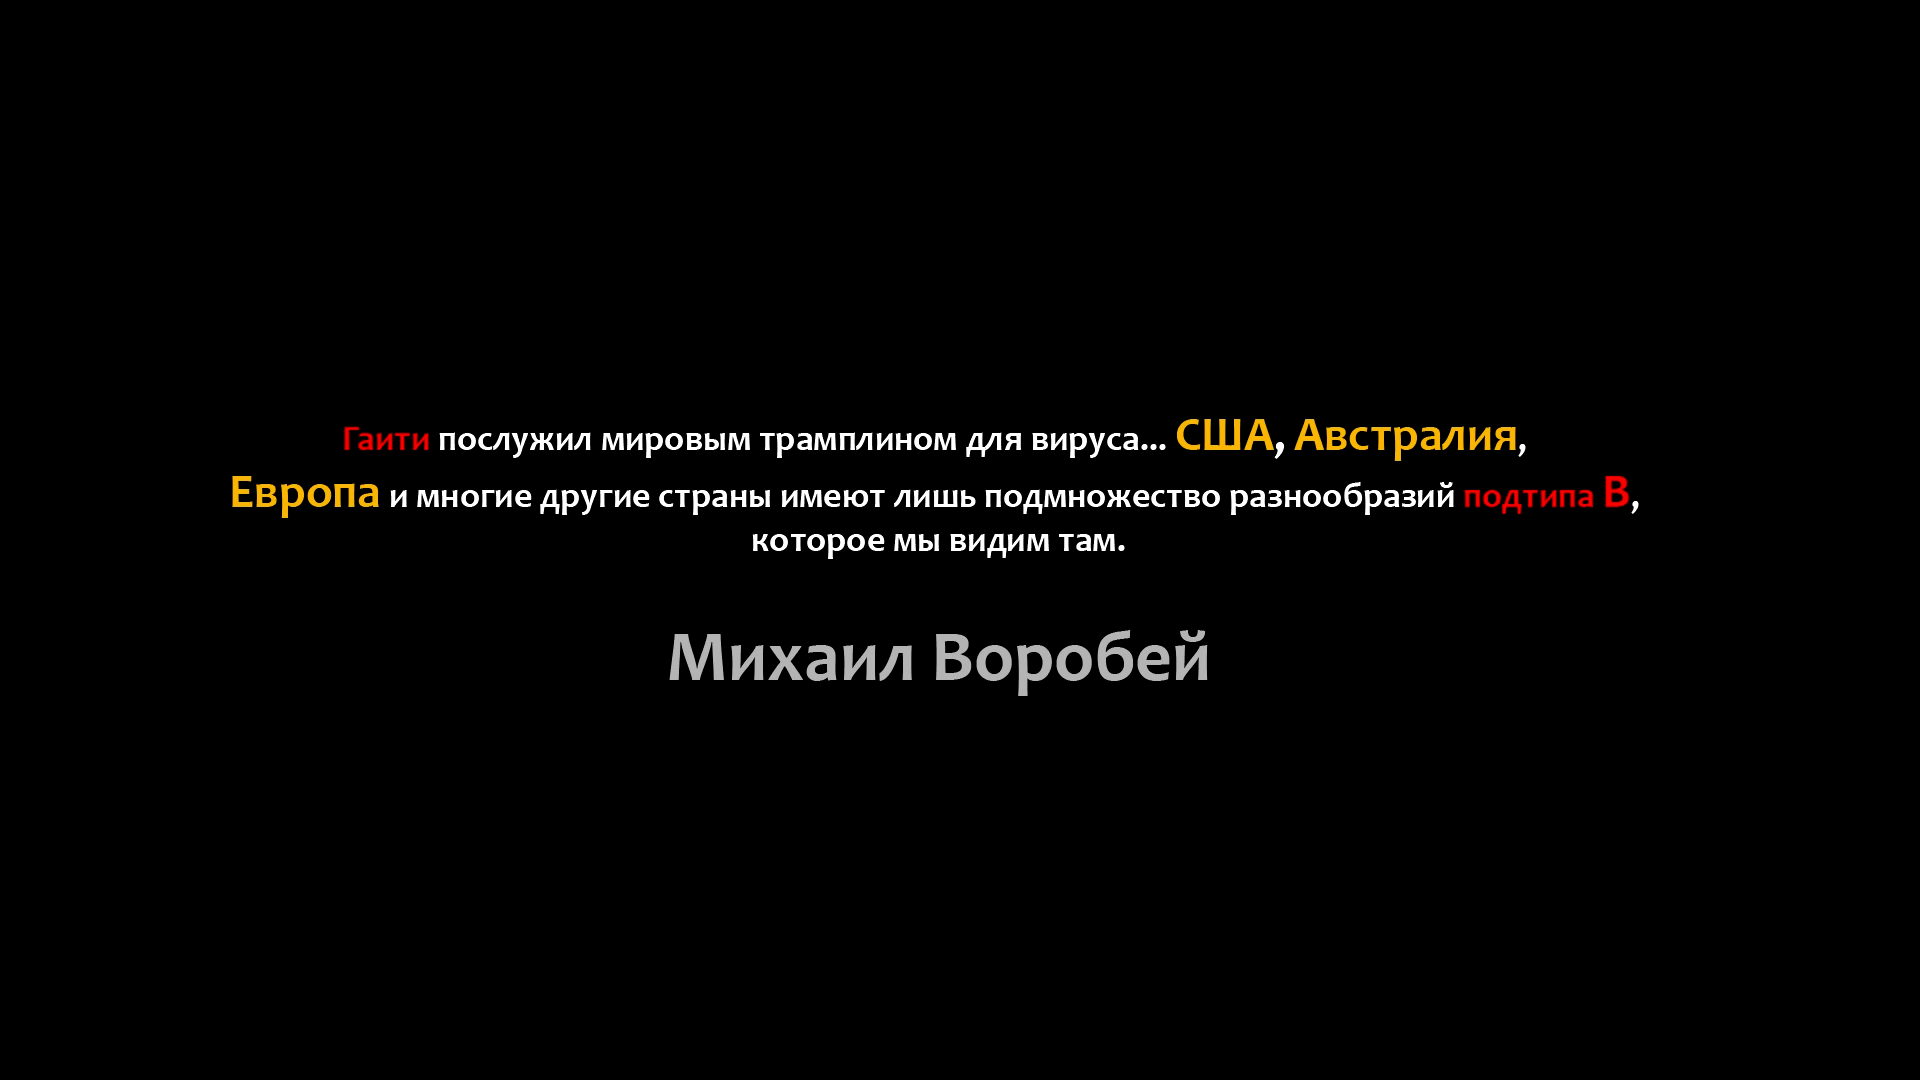 Гаити послужил мировым трамплином для вируса... США, Австралия,
Европа и многие другие страны имеют лишь подмножество разнообразий подтипа В,
которое мы видим там.
Михаил Воробей